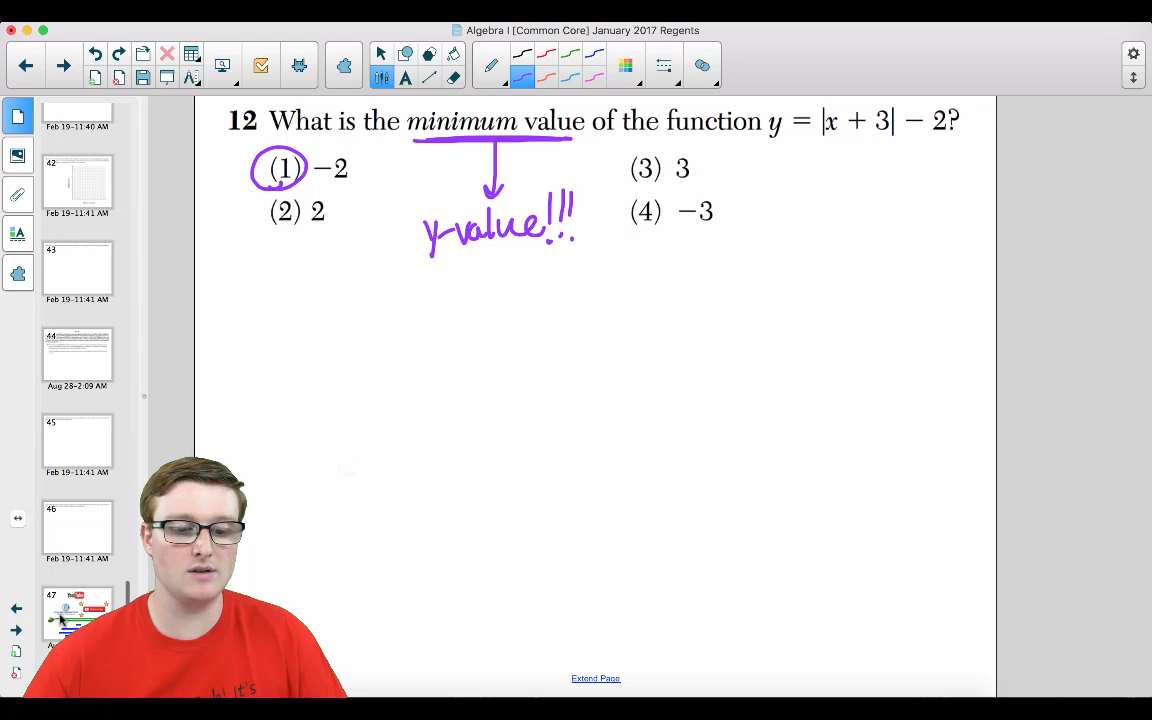 Algebra I [Common Core] January 2017 Regents
12 What is the minimum value of the function y = |x + 3| − 2?
(1) −2
(3) 3
(2) 2
(4) −3
y-value!!!
Feb 19-11:40 AM
42
Feb 19-11:41 AM
43
Feb 19-11:41 AM
44
Aug 28-2:09 AM
45
Feb 19-11:41 AM
46
Feb 19-11:41 AM
47
YouTube
Extend Page